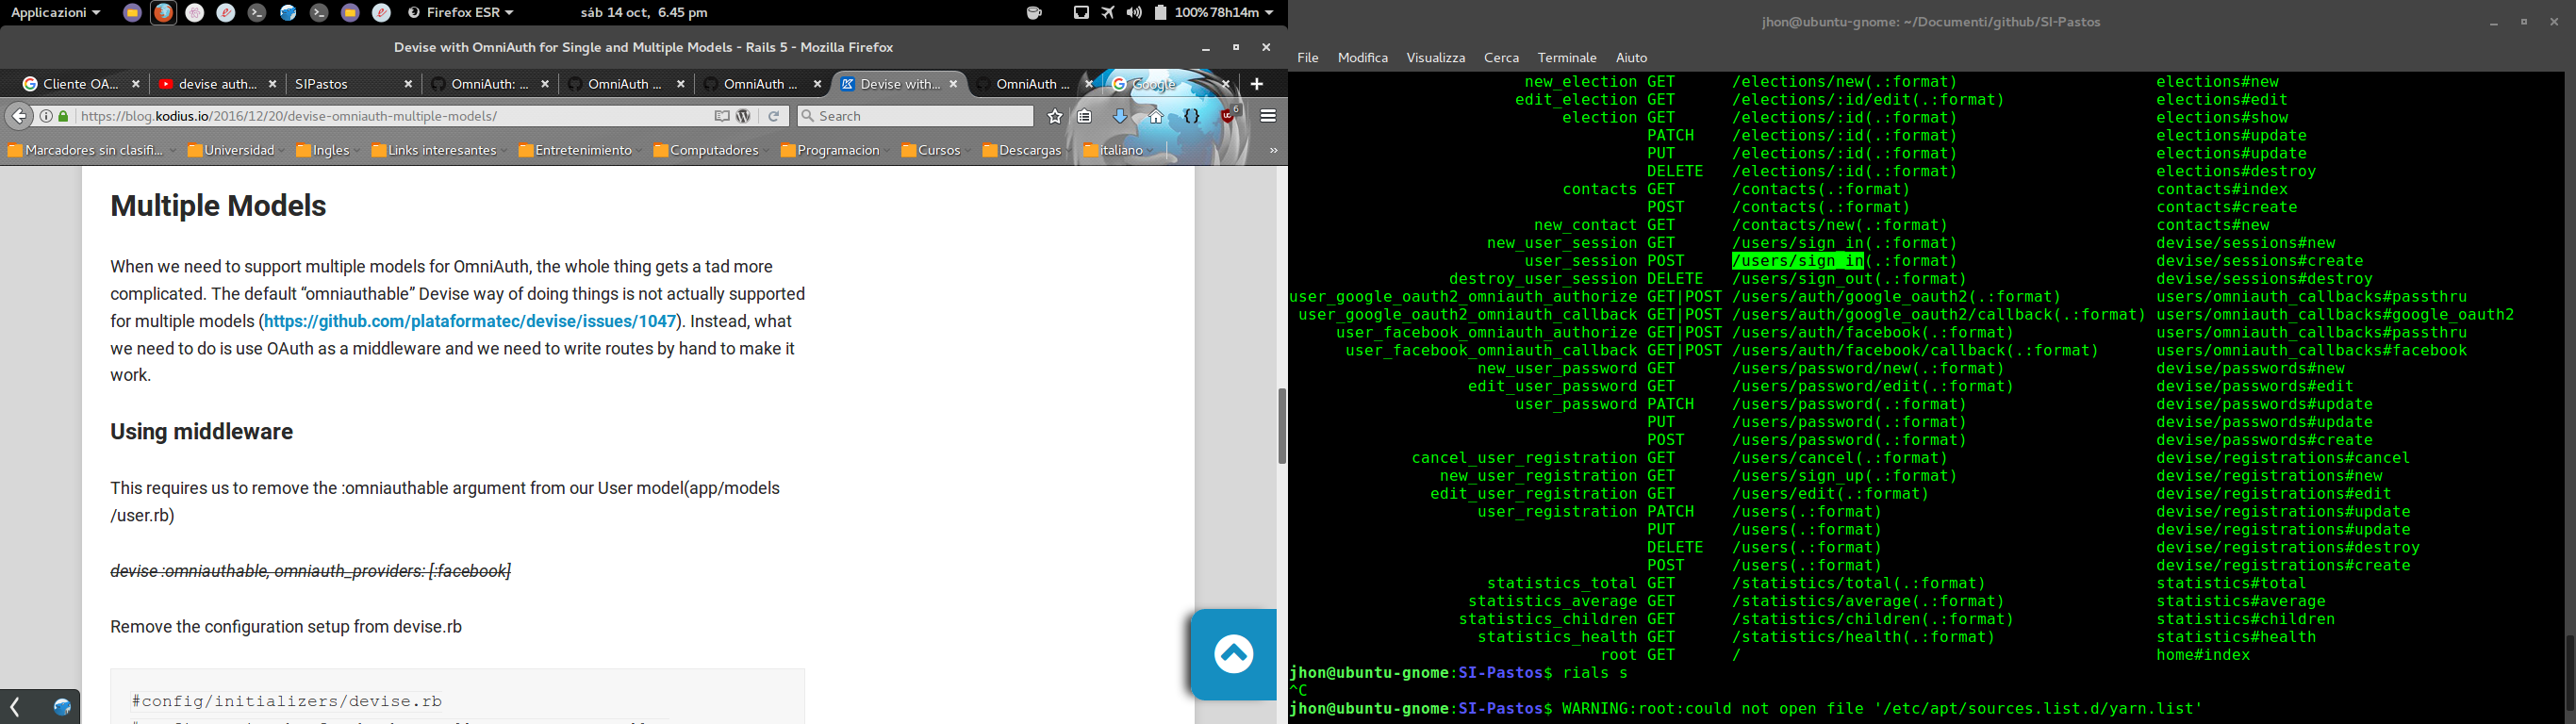 Applicazioni Firefox ESR sáb 14 oct, 6.45 pm 100% 78h14m
Devise with OmniAuth for Single and Multiple Models - Rails 5 - Mozilla Firefox
Cliente OA... devise auth... SIPastos OmniAuth: ... OmniAuth ... OmniAuth ... Devise with... OmniAuth ... Google
https://blog.kodius.io/2016/12/20/devise-omniauth-multiple-models/ Search 6
Marcadores sin clasifi... Universidad Ingles Links interesantes Entretenimiento Computadores Programacion Cursos Descargas italiano »
Multiple Models
When we need to support multiple models for OmniAuth, the whole thing gets a tad more
complicated. The default “omniauthable” Devise way of doing things is not actually supported
for multiple models (https://github.com/plataformatec/devise/issues/1047). Instead, what
we need to do is use OAuth as a middleware and we need to write routes by hand to make it
work.
Using middleware
This requires us to remove the :omniauthable argument from our User model(app/models
/user.rb)
devise :omniauthable, omniauth_providers: [:facebook]
Remove the configuration setup from devise.rb
#config/initializers/devise.rb
jhon@ubuntu-gnome: ~/Documenti/github/SI-Pastos
File Modifica Visualizza Cerca Terminale Aiuto
new_election GET /elections/new(.:format) elections#new
edit_election GET /elections/:id/edit(.:format) elections#edit
election GET /elections/:id(.:format) elections#show
PATCH /elections/:id(.:format) elections#update
PUT /elections/:id(.:format) elections#update
DELETE /elections/:id(.:format) elections#destroy
contacts GET /contacts(.:format) contacts#index
POST /contacts(.:format) contacts#create
new_contact GET /contacts/new(.:format) contacts#new
new_user_session GET /users/sign_in(.:format) devise/sessions#new
user_session POST /users/sign_in(.:format) devise/sessions#create
destroy_user_session DELETE /users/sign_out(.:format) devise/sessions#destroy
user_google_oauth2_omniauth_authorize GET|POST /users/auth/google_oauth2(.:format) users/omniauth_callbacks#passthru
user_google_oauth2_omniauth_callback GET|POST /users/auth/google_oauth2/callback(.:format) users/omniauth_callbacks#google_oauth2
user_facebook_omniauth_authorize GET|POST /users/auth/facebook(.:format) users/omniauth_callbacks#passthru
user_facebook_omniauth_callback GET|POST /users/auth/facebook/callback(.:format) users/omniauth_callbacks#facebook
new_user_password GET /users/password/new(.:format) devise/passwords#new
edit_user_password GET /users/password/edit(.:format) devise/passwords#edit
user_password PATCH /users/password(.:format) devise/passwords#update
PUT /users/password(.:format) devise/passwords#update
POST /users/password(.:format) devise/passwords#create
cancel_user_registration GET /users/cancel(.:format) devise/registrations#cancel
new_user_registration GET /users/sign_up(.:format) devise/registrations#new
edit_user_registration GET /users/edit(.:format) devise/registrations#edit
user_registration PATCH /users(.:format) devise/registrations#update
PUT /users(.:format) devise/registrations#update
DELETE /users(.:format) devise/registrations#destroy
POST /users(.:format) devise/registrations#create
statistics_total GET /statistics/total(.:format) statistics#total
statistics_average GET /statistics/average(.:format) statistics#average
statistics_children GET /statistics/children(.:format) statistics#children
statistics_health GET /statistics/health(.:format) statistics#health
root GET / home#index
jhon@ubuntu-gnome:SI-Pastos$ rials s
^C
jhon@ubuntu-gnome:SI-Pastos$ WARNING:root:could not open file '/etc/apt/sources.list.d/yarn.list'